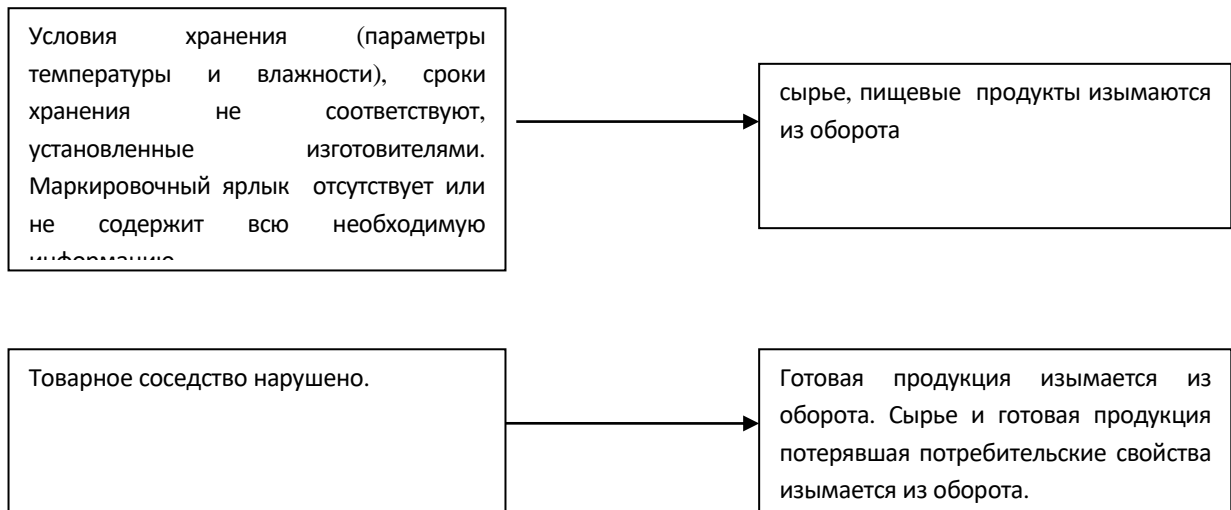 Условия хранения (параметры
температуры и влажности), сроки
хранения не соответствуют,
установленные изготовителями.
Маркировочный ярлык отсутствует или
не содержит всю необходимую
информацию
сырье, пищевые продукты изымаются
из оборота
Товарное соседство нарушено.
Готовая продукция изымается из
оборота. Сырье и готовая продукция
потерявшая потребительские свойства
изымается из оборота.